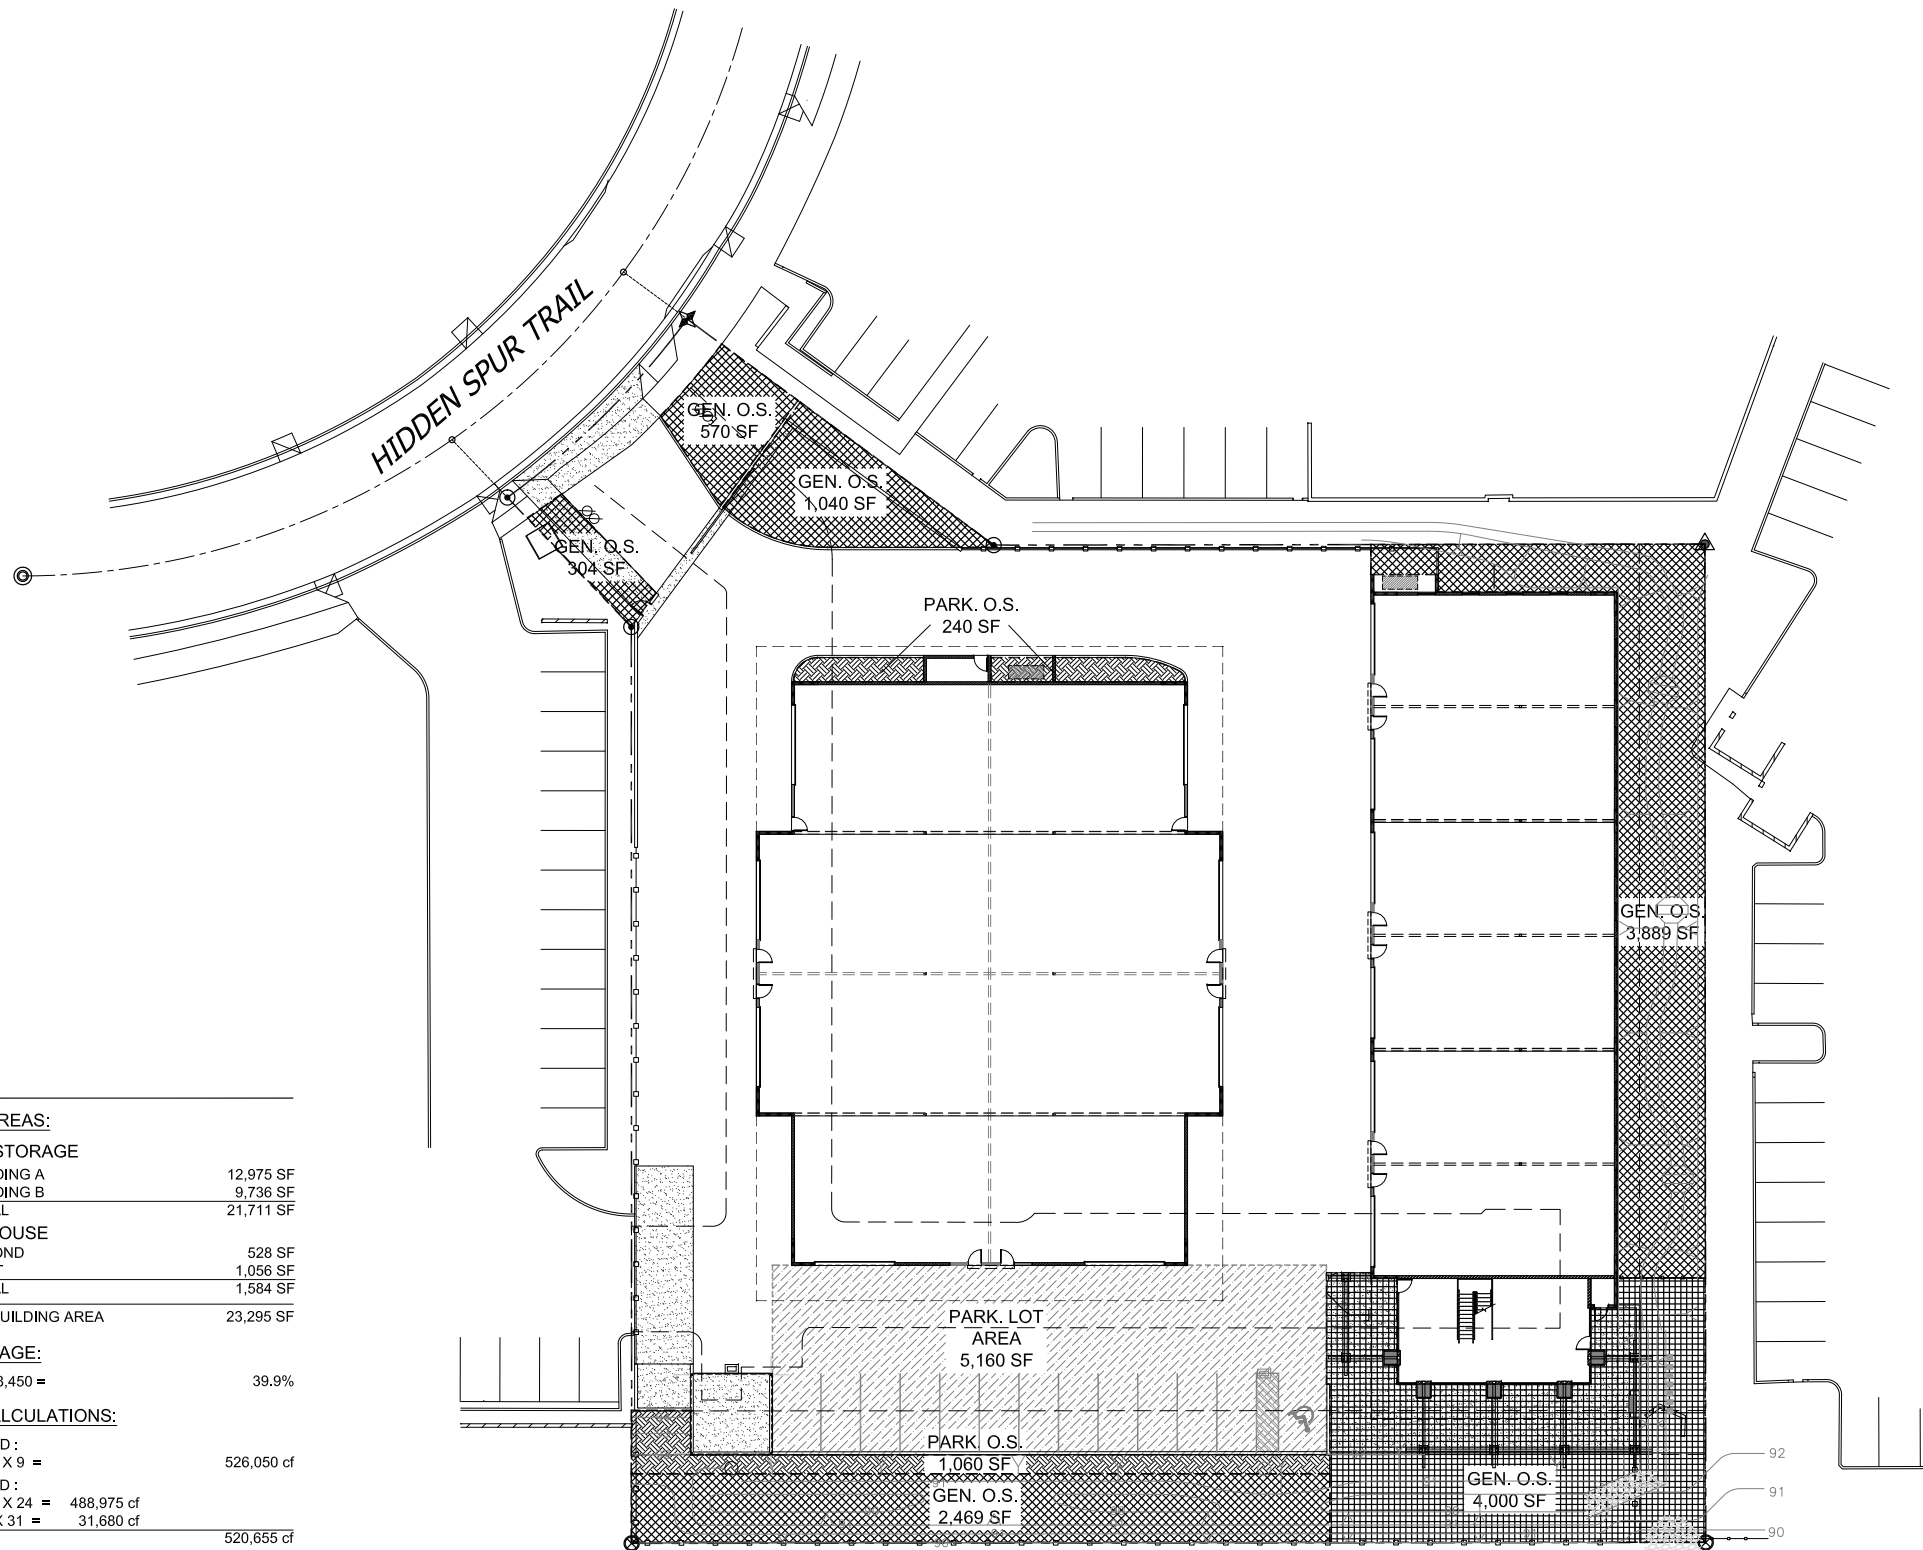 HIDDEN SPUR TRAIL
GEN. O.S.
570 SF
GEN. O.S.
1,040 SF
GEN. O.S.
304 SF
PARK. O.S.
240 SF
GEN. O.S.
3,889 SF
PARK. LOT
AREA
5,160 SF
PARK. O.S.
1,060 SF
GEN. O.S.
2,469 SF
GEN. O.S.
4,000 SF
92
91
90
REAS:
STORAGE
DING A 12,975 SF
DING B 9,736 SF
AL 21,711 SF
OUSE
OND 528 SF
1,056 SF
AL 1,584 SF
UILDING AREA 23,295 SF
AGE:
3,450 = 39.9%
ALCULATIONS:
D :
X 9 = 526,050 cf
D :
X 24 = 488,975 cf
X 31 = 31,680 cf
520,655 cf